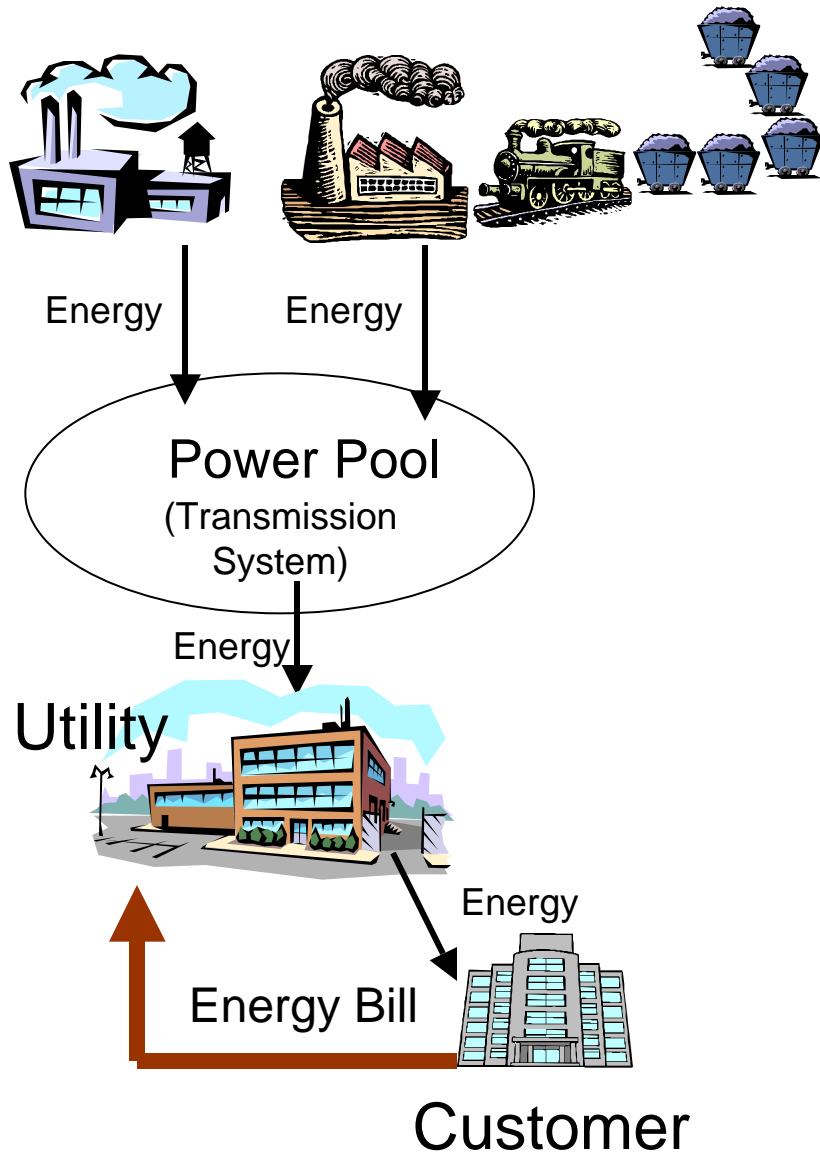 Energy
Energy
Power Pool
(Transmission
System)
Energy
Utility
Energy
Energy Bill
Customer